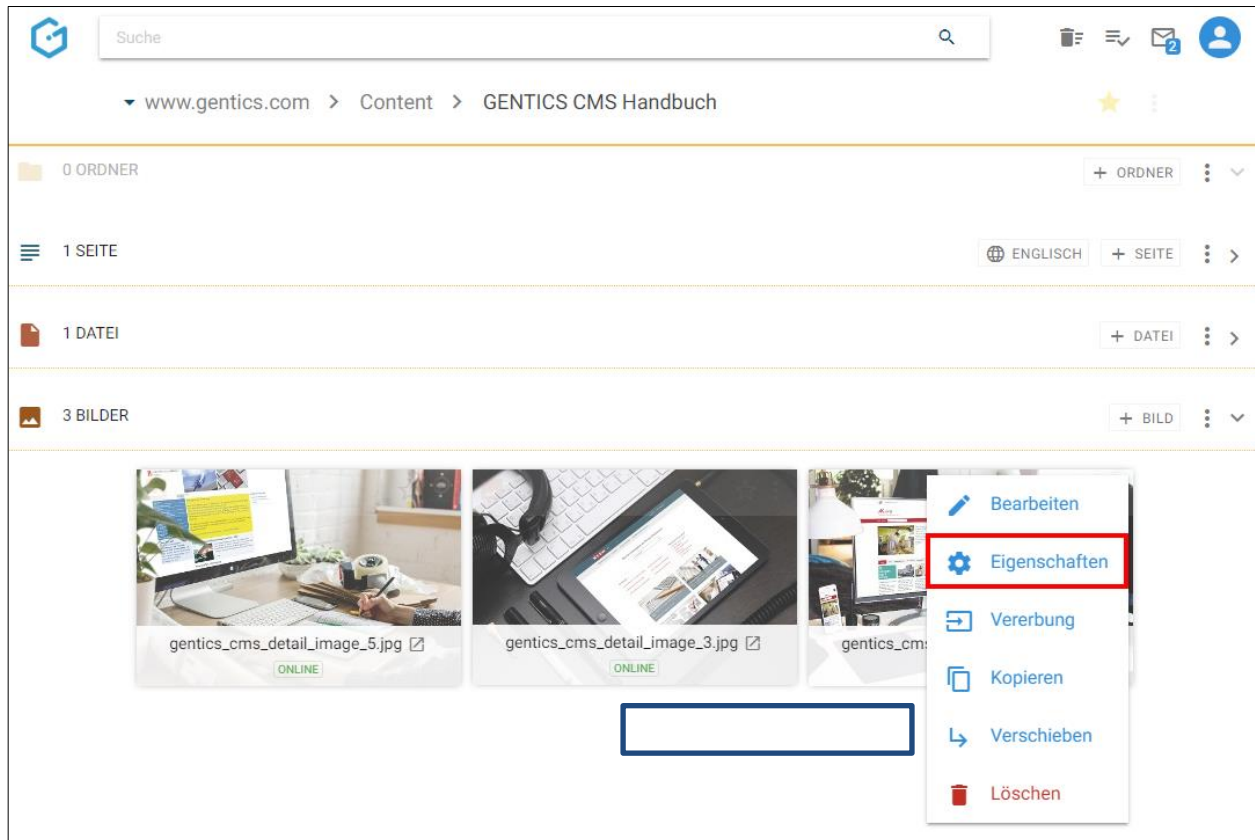 Suche
2
www.gentics.com > Content > GENTICS CMS Handbuch
0 ORDNER
+ ORDNER
1 SEITE
ENGLISCH
+ SEITE
1 DATEI
+ DATEI
3 BILDER
+ BILD
gentics_cms_detail_image_5.jpg
ONLINE
gentics_cms_detail_image_3.jpg
ONLINE
gentics_cm
Bearbeiten
Eigenschaften
Vererbung
Kopieren
Verschieben
Löschen